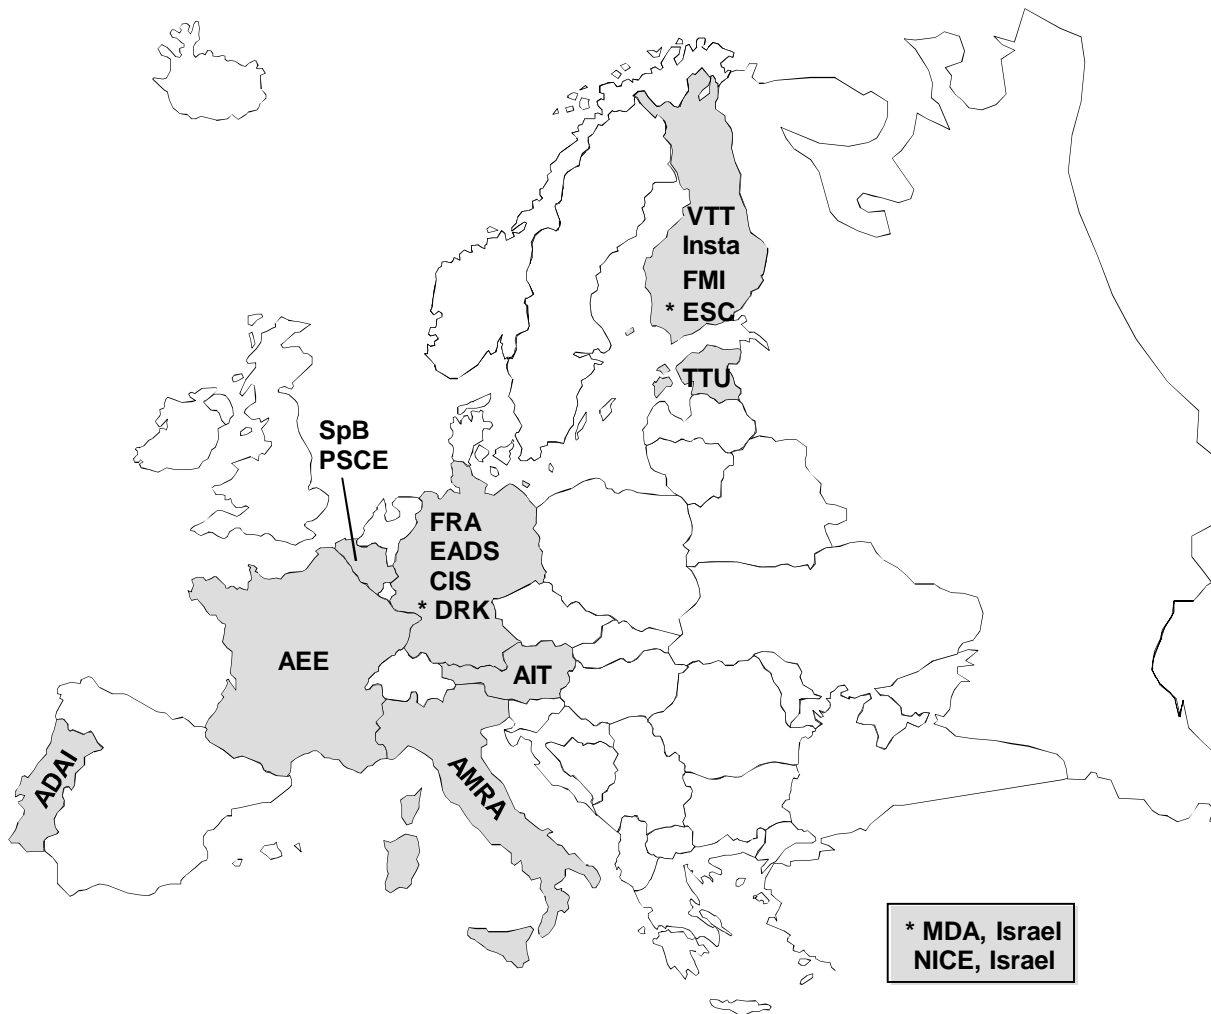 VTT
Insta
FMI
* ESC
TTU
SpB
PSCE
FRA
EADS
CIS
* DRK
AEE
AIT
ADAI
AMRA
* MDA, Israel
NICE, Israel